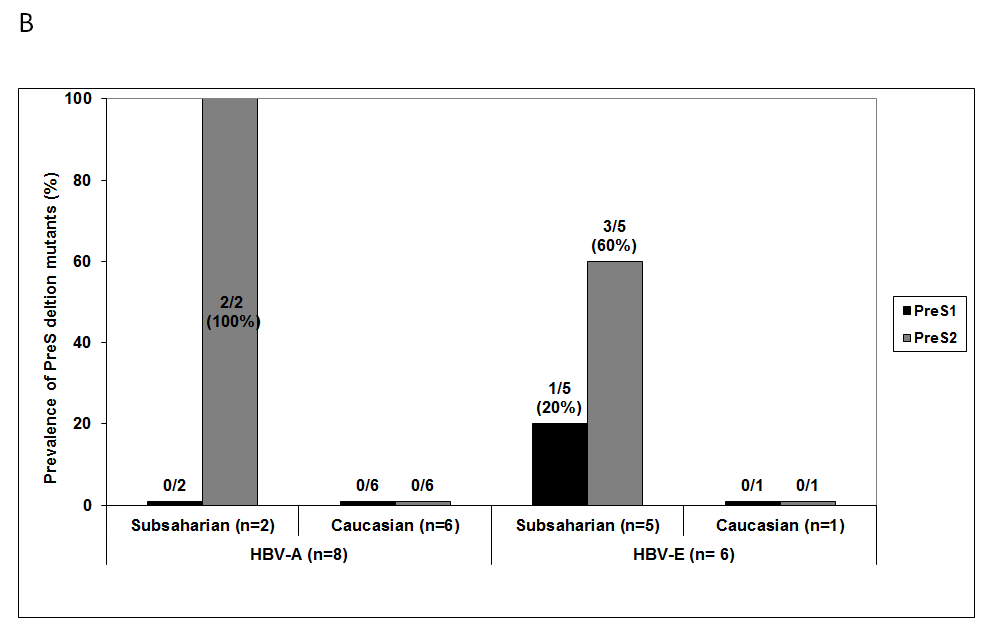 B
100
80
60
40
20
0
Prevalence of PreS deltion mutants (%)
0/2
2/2
(100%)
0/6 0/6
1/5
(20%)
3/5
(60%)
0/1 0/1
Subsaharian (n=2) Caucasian (n=6) Subsaharian (n=5) Caucasian (n=1)
HBV-A (n=8) HBV-E (n= 6)
PreS1
PreS2